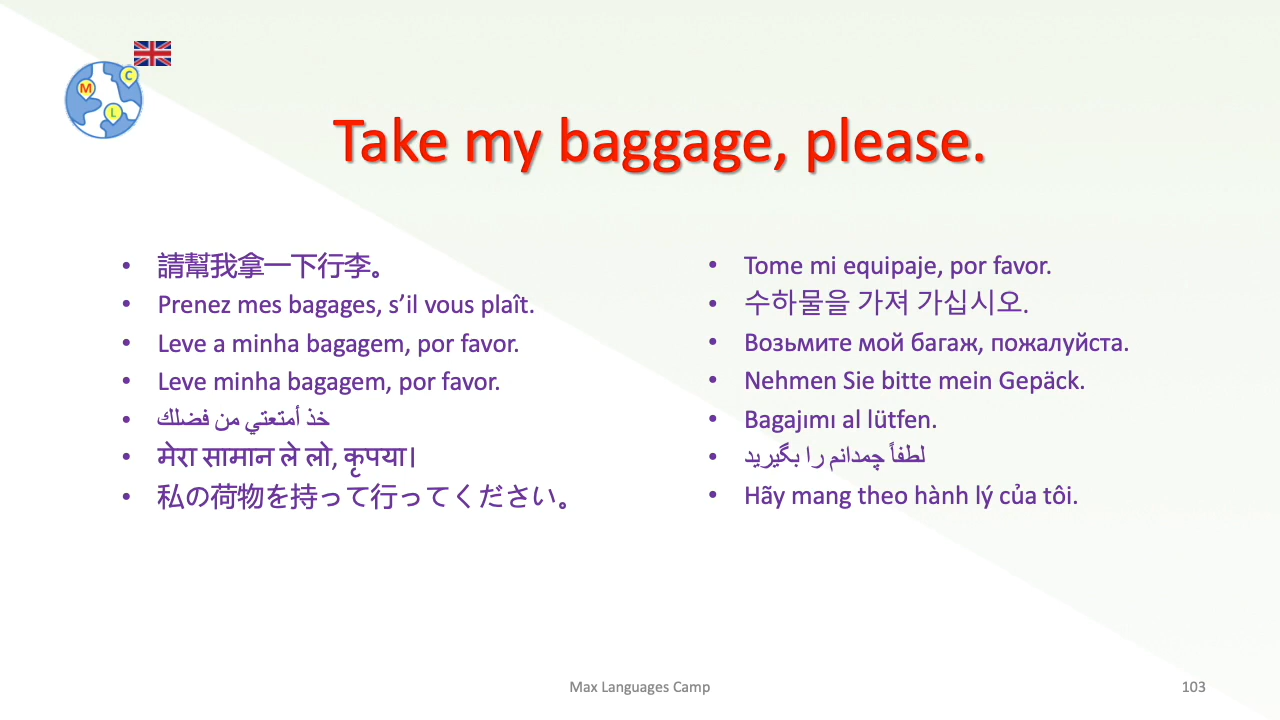 M
C
L
Take my baggage, please.
請幫我拿一下行李。
Prenez mes bagages, s’il vous plaît.
Leve a minha bagagem, por favor.
Leve minha bagagem, por favor.
خذ أمتعتي من فضلك
मेरा सामान ले लो, कृपया।
私の荷物を持って行ってください。
Tome mi equipaje, por favor.
수하물을 가져 가십시오.
Возьмите мой багаж, пожалуйста.
Nehmen Sie bitte mein Gepäck.
Bagajımı al lütfen.
لطفاً چمدانم را بگیرید
Hãy mang theo hành lý của tôi.
Max Languages Camp
103